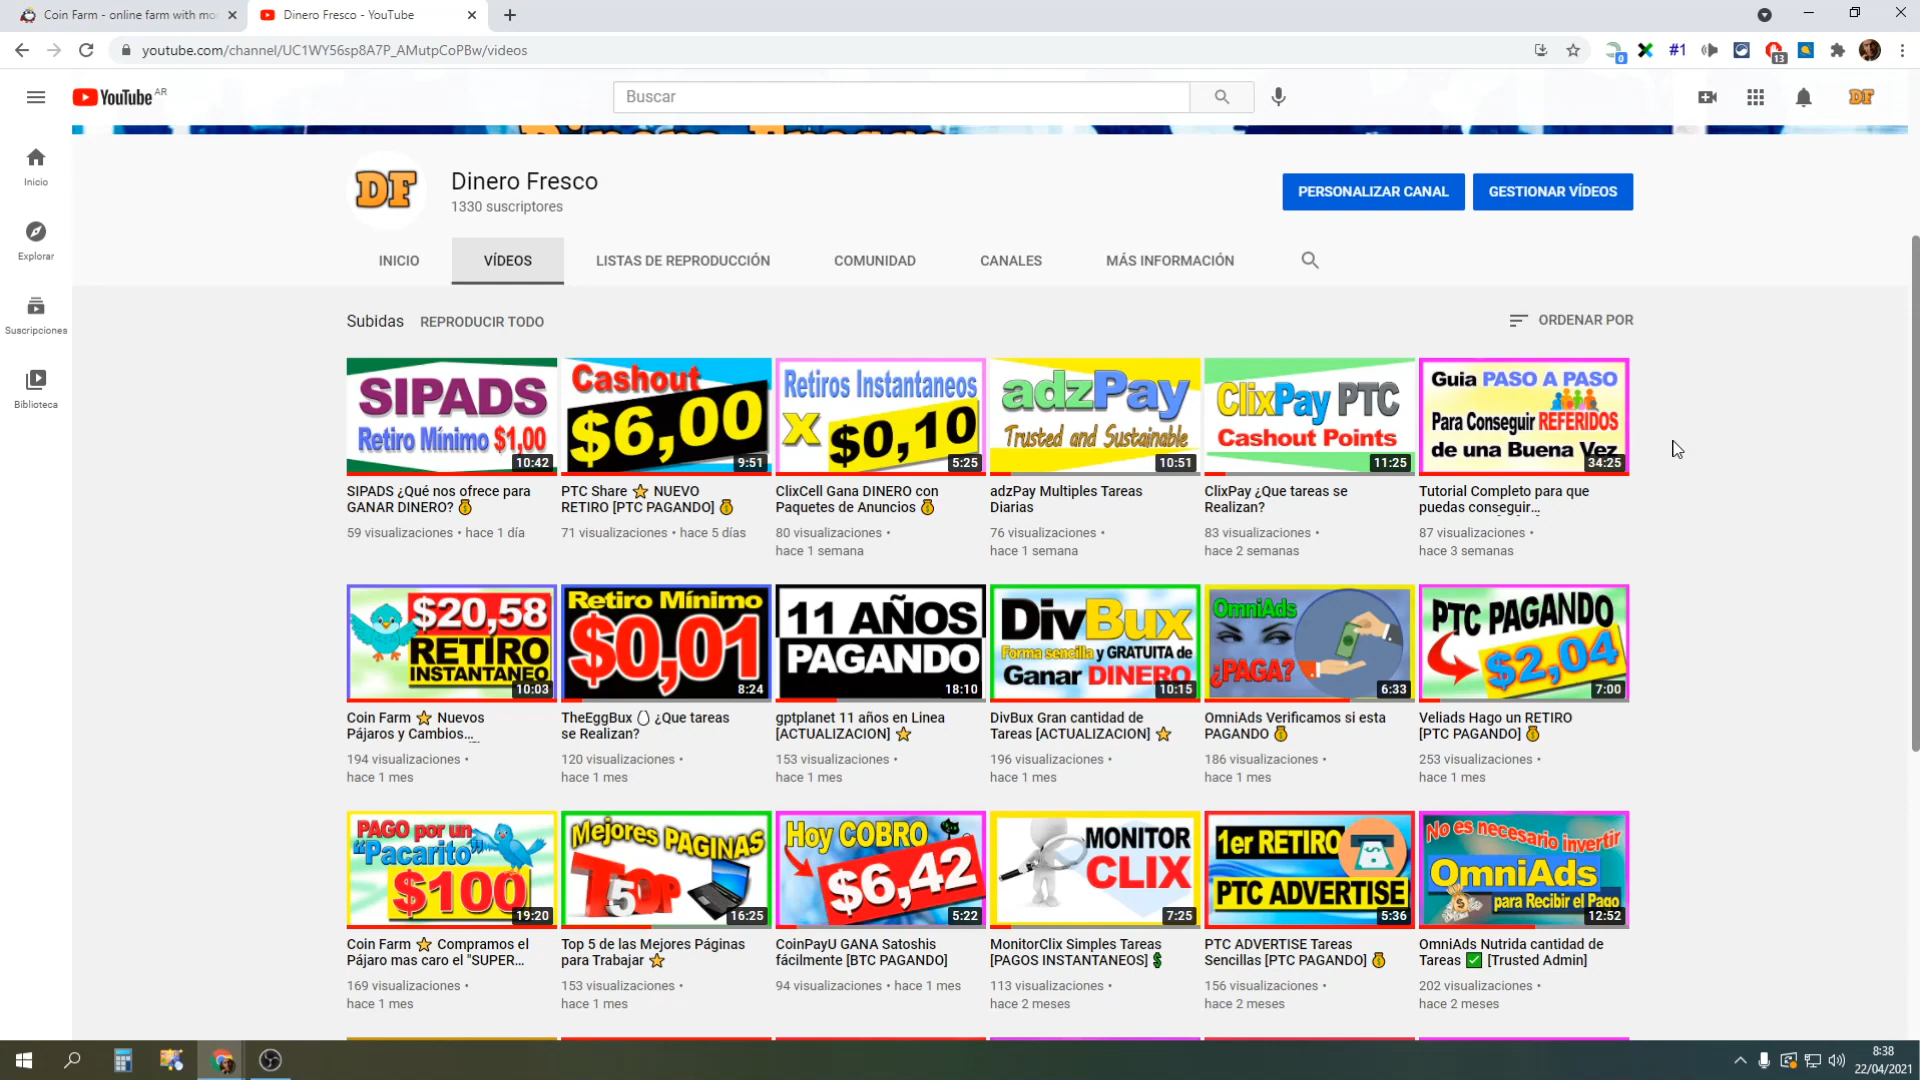 Coin Farm - online farm with mo
Dinero Fresco - YouTube
youtube.com/channel/UC1WY56sp8A7P_AMutpCoPBw/videos
#1
0
13
YouTube AR
Buscar
DF
Inicio
Explorar
Suscripciones
Biblioteca
DF
Dinero Fresco
1330 suscriptores
PERSONALIZAR CANAL
GESTIONAR VÍDEOS
INICIO
VÍDEOS
LISTAS DE REPRODUCCIÓN
COMUNIDAD
CANALES
MÁS INFORMACIÓN
Subidas
REPRODUCIR TODO
ORDENAR POR
SIPADS
Retiro Mínimo $1,00
10:42
SIPADS ¿Qué nos ofrece para
GANAR DINERO? 💰
59 visualizaciones • hace 1 día
Cashout
$6,00
9:51
PTC Share ⭐ NUEVO
RETIRO [PTC PAGANDO] 💰
71 visualizaciones • hace 5 días
Retiros Instantaneos
X $0,10
5:25
ClixCell Gana DINERO con
Paquetes de Anuncios 💰
80 visualizaciones •
hace 1 semana
adzPay
Trusted and Sustainable
10:51
adzPay Multiples Tareas
Diarias
76 visualizaciones •
hace 1 semana
ClixPay PTC
Cashout Points
11:25
ClixPay ¿Que tareas se
Realizan?
83 visualizaciones •
hace 2 semanas
Guia PASO A PASO
Para Conseguir REFERIDOS
de una Buena Vez
34:25
Tutorial Completo para que
puedas conseguir...
87 visualizaciones •
hace 3 semanas
$20,58
RETIRO
INSTANTANEO
10:03
Coin Farm ⭐ Nuevos
Pájaros y Cambios...
194 visualizaciones •
hace 1 mes
Retiro Mínimo
$0,01
8:24
TheEggBux 🥚 ¿Que tareas
se Realizan?
120 visualizaciones •
hace 1 mes
11 AÑOS
PAGANDO
18:10
gptplanet 11 años en Linea
[ACTUALIZACION] ⭐
153 visualizaciones •
hace 1 mes
DivBux
Forma sencilla y GRATUITA de
Ganar DINERO
10:15
DivBux Gran cantidad de
Tareas [ACTUALIZACION] ⭐
196 visualizaciones •
hace 1 mes
OmniAds
¿PAGA?
6:33
OmniAds Verificamos si esta
PAGANDO 💰
186 visualizaciones •
hace 1 mes
PTC PAGANDO
$2,04
7:00
Veliads Hago un RETIRO
[PTC PAGANDO] 💰
253 visualizaciones •
hace 1 mes
PAGO por un
"Pacarito"
$100
19:20
Coin Farm ⭐ Compramos el
Pájaro mas caro el "SUPER...
169 visualizaciones •
hace 1 mes
Mejores PAGINAS
TOP
5
16:25
Top 5 de las Mejores Páginas
para Trabajar ⭐
153 visualizaciones •
hace 1 mes
Hoy COBRO
$6,42
5:22
CoinPayU GANA Satoshis
fácilmente [BTC PAGANDO]
94 visualizaciones • hace 1 mes
MONITOR
CLIX
7:25
MonitorClix Simples Tareas
[PAGOS INSTANTANEOS] 💲
113 visualizaciones •
hace 2 meses
1er RETIRO
PTC ADVERTISE
5:36
PTC ADVERTISE Tareas
Sencillas [PTC PAGANDO] 💰
156 visualizaciones •
hace 2 meses
No es necesario invertir
OmniAds
para Recibir el Pago
12:52
OmniAds Nutrida cantidad de
Tareas ✅ [Trusted Admin]
202 visualizaciones •
hace 2 meses
8:38
22/04/2021